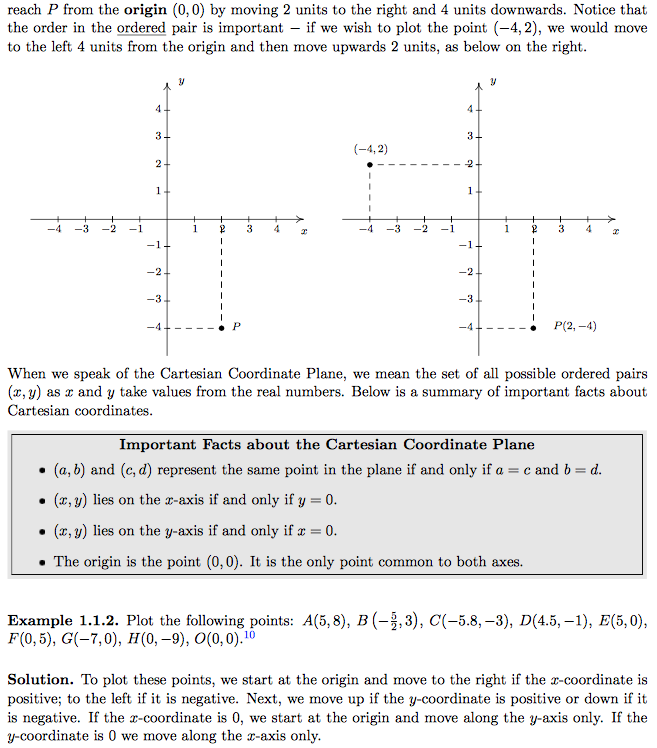 reach P from the origin (0, 0) by moving 2 units to the right and 4 units downwards. Notice that
the order in the ordered pair is important − if we wish to plot the point (−4, 2), we would move
to the left 4 units from the origin and then move upwards 2 units, as below on the right.
y
4
3
2
1
−4 −3 −2 −1 1 2 3 4 x
−1
−2
−3
−4 P
y
4
3
(−4, 2)
2
1
−4 −3 −2 −1 1 2 3 4 x
−1
−2
−3
−4 P(2, −4)
When we speak of the Cartesian Coordinate Plane, we mean the set of all possible ordered pairs
(x, y) as x and y take values from the real numbers. Below is a summary of important facts about
Cartesian coordinates.
Important Facts about the Cartesian Coordinate Plane
• (a, b) and (c, d) represent the same point in the plane if and only if a = c and b = d.
• (x, y) lies on the x-axis if and only if y = 0.
• (x, y) lies on the y-axis if and only if x = 0.
• The origin is the point (0, 0). It is the only point common to both axes.
Example 1.1.2. Plot the following points: A(5, 8), B(−5/2, 3), C(−5.8, −3), D(4.5, −1), E(5, 0),
F(0, 5), G(−7, 0), H(0, −9), O(0, 0).10
Solution. To plot these points, we start at the origin and move to the right if the x-coordinate is
positive; to the left if it is negative. Next, we move up if the y-coordinate is positive or down if it
is negative. If the x-coordinate is 0, we start at the origin and move along the y-axis only. If the
y-coordinate is 0 we move along the x-axis only.